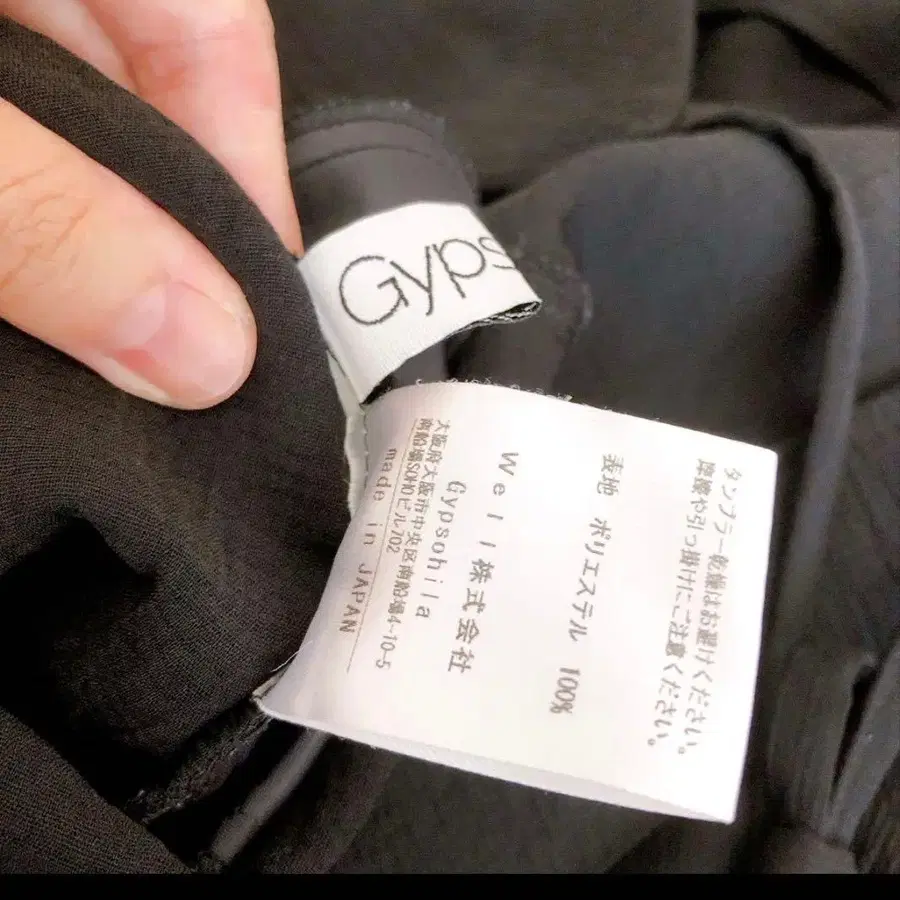 Gyps
タンブラー乾燥はお避けください。
摩擦や引っ掛けにご注意ください。
表地 ポリエステル 100%
Well株式会社
Gypsohila
大阪府大阪市中央区南船場4-10-5
南船場SOHOビル702
made in JAPAN